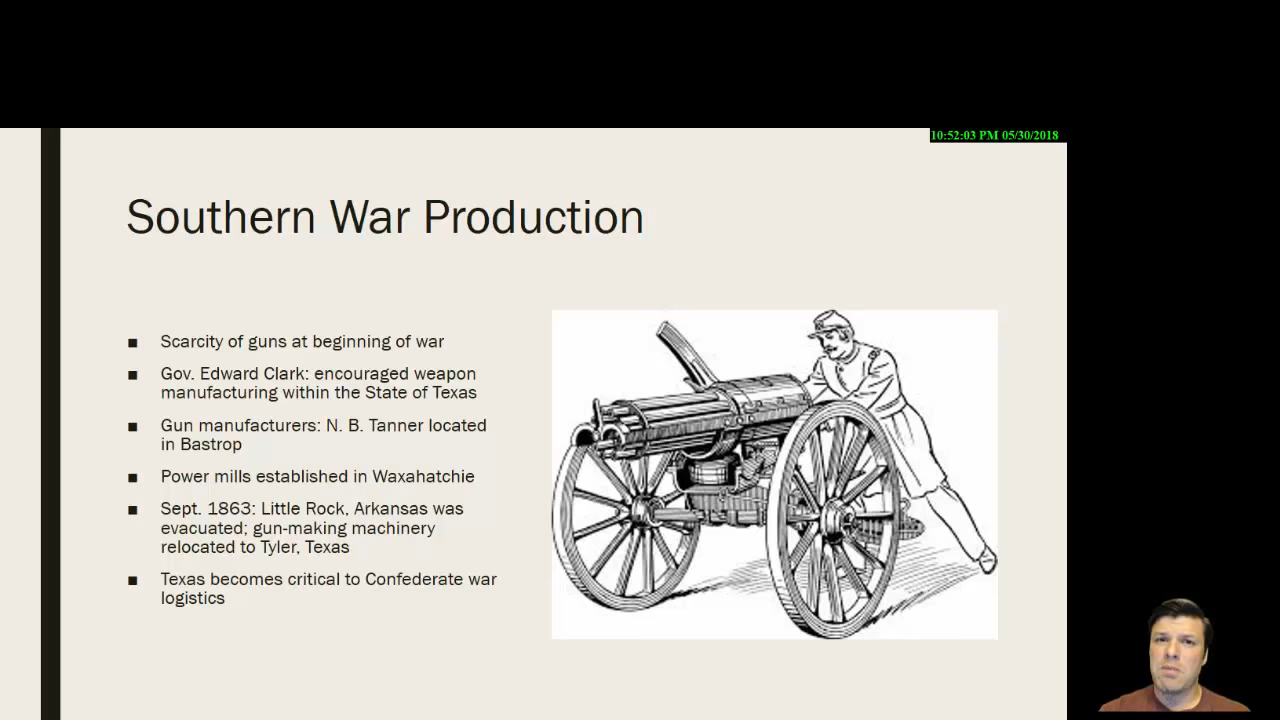 10:52:03 PM 05/30/2018
Southern War Production
■ Scarcity of guns at beginning of war
■ Gov. Edward Clark: encouraged weapon
manufacturing within the State of Texas
■ Gun manufacturers: N. B. Tanner located
in Bastrop
■ Power mills established in Waxahatchie
■ Sept. 1863: Little Rock, Arkansas was
evacuated; gun-making machinery
relocated to Tyler, Texas
■ Texas becomes critical to Confederate war
logistics